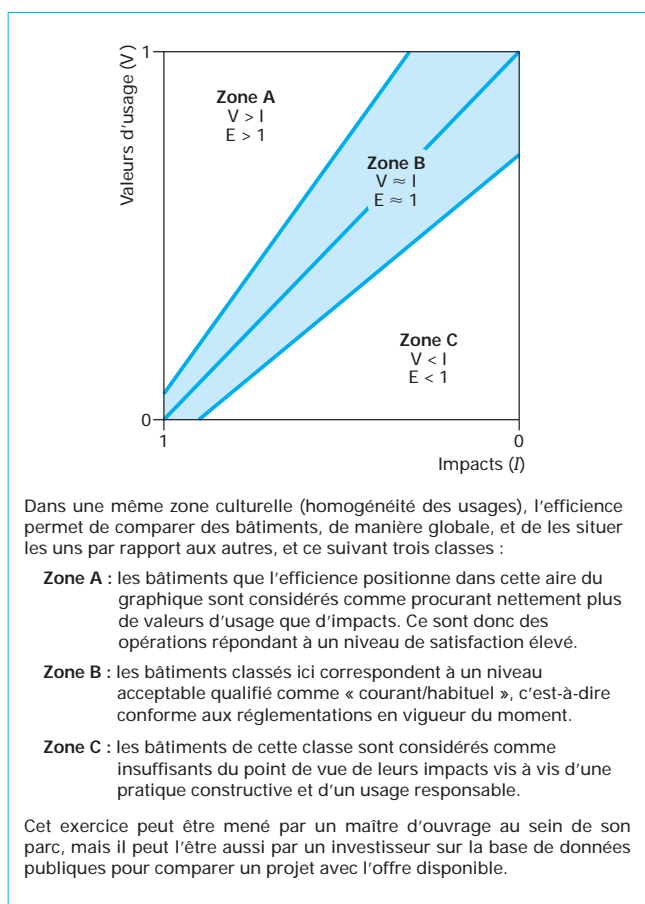 Valeurs d'usage (V)
1
Zone A
V > I
E > 1
Zone B
V ≈ I
E ≈ 1
Zone C
V < I
E < 1
0
1
0
Impacts (I)
Dans une même zone culturelle (homogénéité des usages), l'efficience
permet de comparer des bâtiments, de manière globale, et de les situer
les uns par rapport aux autres, et ce suivant trois classes :
Zone A : les bâtiments que l'efficience positionne dans cette aire du
graphique sont considérés comme procurant nettement plus
de valeurs d'usage que d'impacts. Ce sont donc des
opérations répondant à un niveau de satisfaction élevé.
Zone B : les bâtiments classés ici correspondent à un niveau
acceptable qualifié comme « courant/habituel », c'est-à-dire
conforme aux réglementations en vigueur du moment.
Zone C : les bâtiments de cette classe sont considérés comme
insuffisants du point de vue de leurs impacts vis à vis d'une
pratique constructive et d'un usage responsable.
Cet exercice peut être mené par un maître d'ouvrage au sein de son
parc, mais il peut l'être aussi par un investisseur sur la base de données
publiques pour comparer un projet avec l'offre disponible.